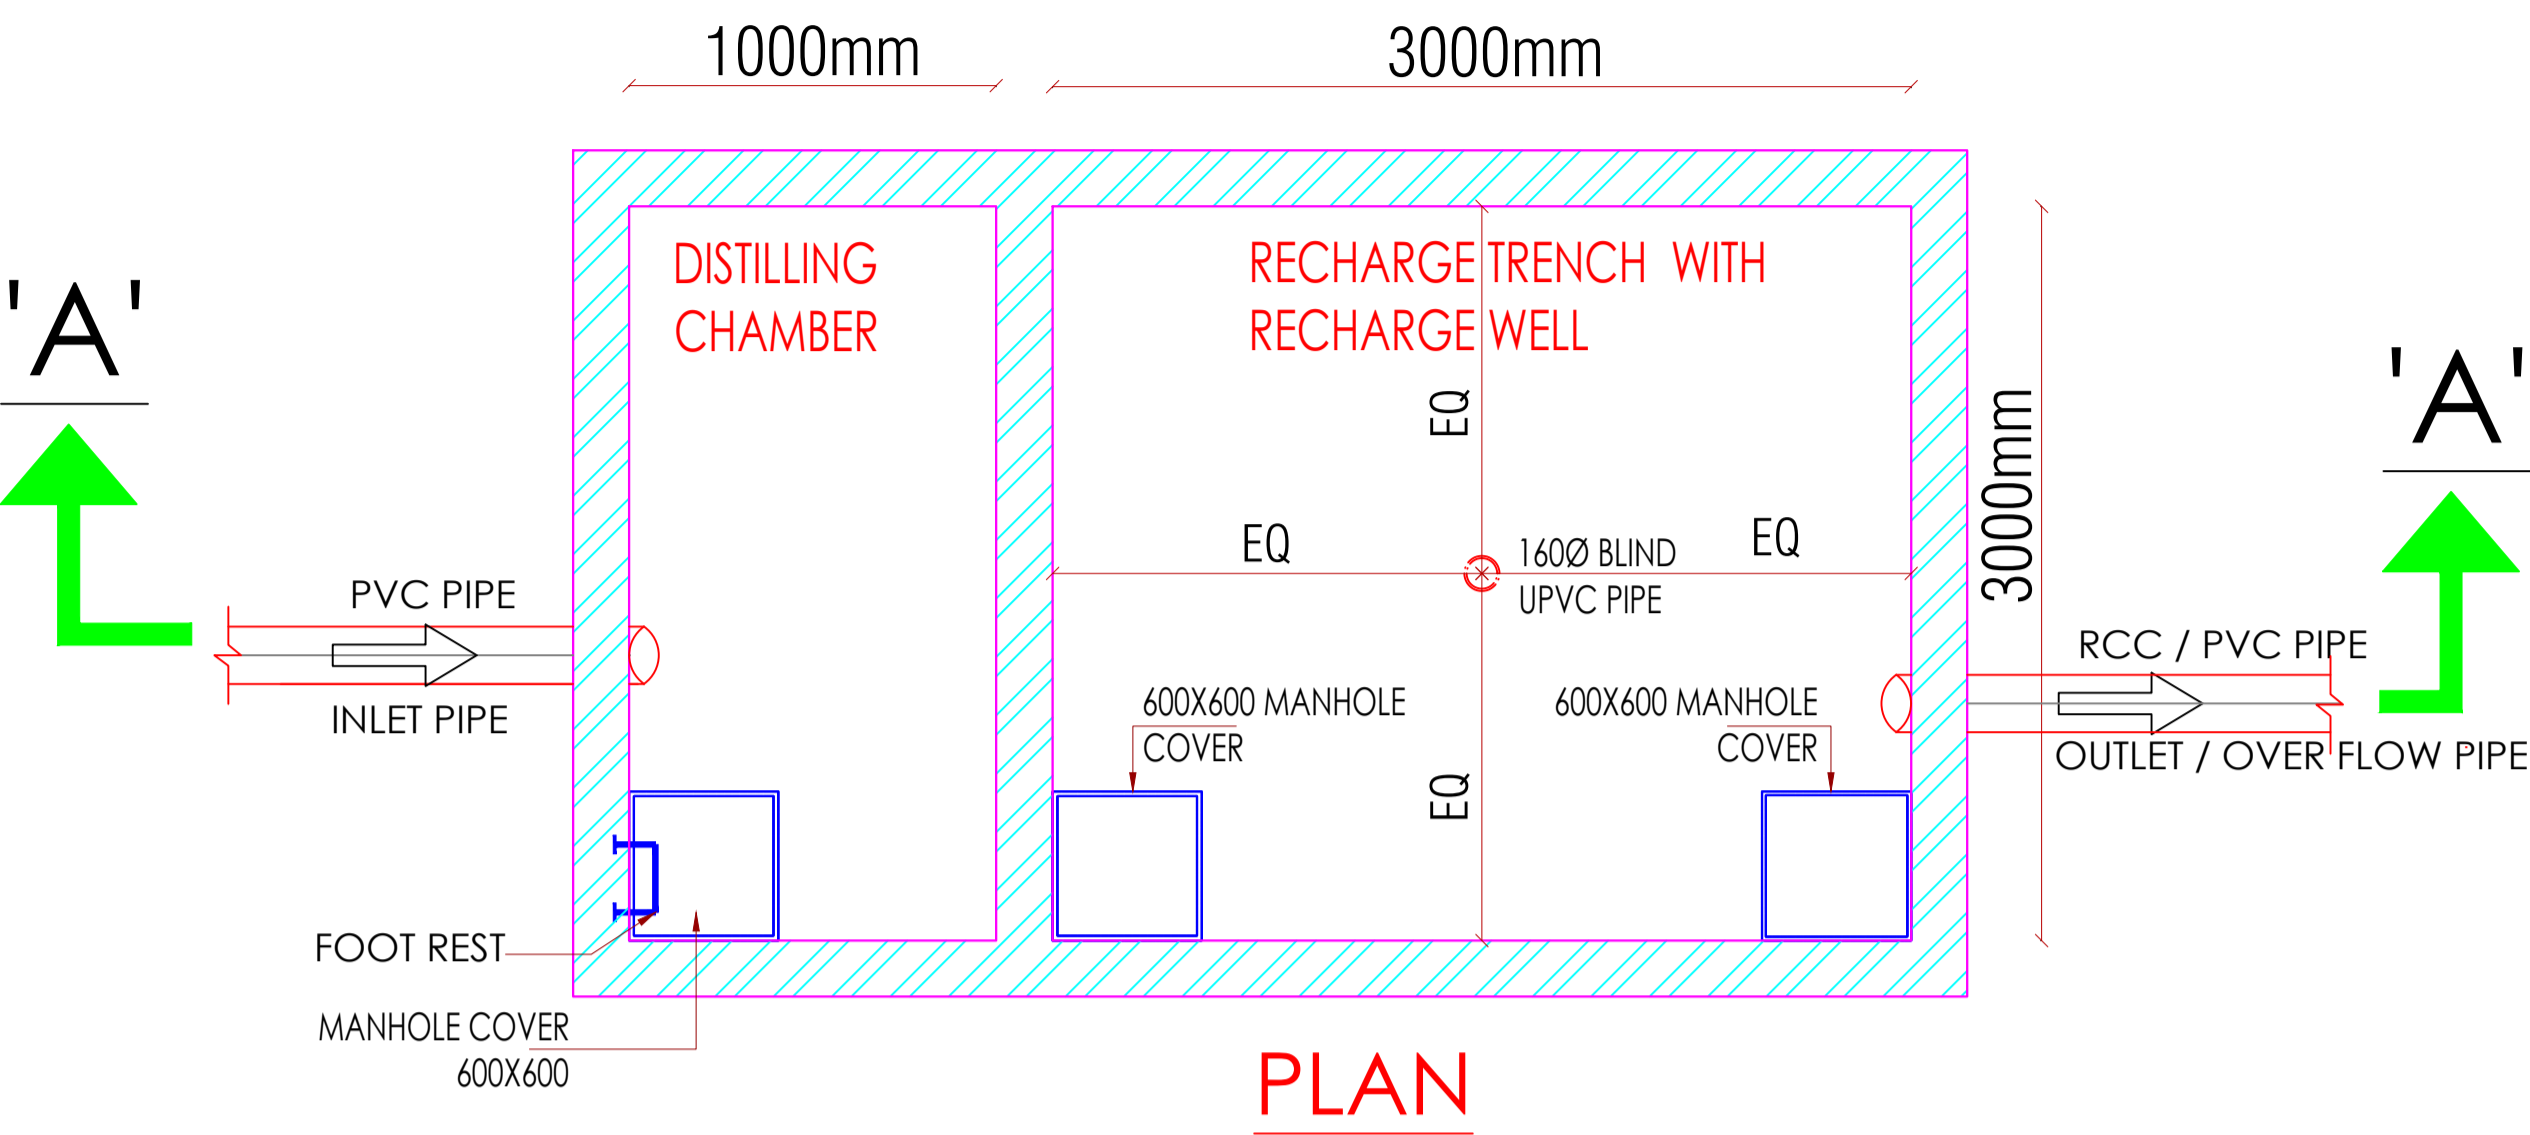 1000mm
3000mm
DISTILLING
CHAMBER
RECHARGE TRENCH WITH
RECHARGE WELL
'A'
'A'
EQ
3000mm
EQ
EQ
160Ø BLIND
UPVC PIPE
PVC PIPE
INLET PIPE
RCC / PVC PIPE
OUTLET / OVER FLOW PIPE
600X600 MANHOLE
COVER
600X600 MANHOLE
COVER
EQ
FOOT REST
MANHOLE COVER
600X600
PLAN